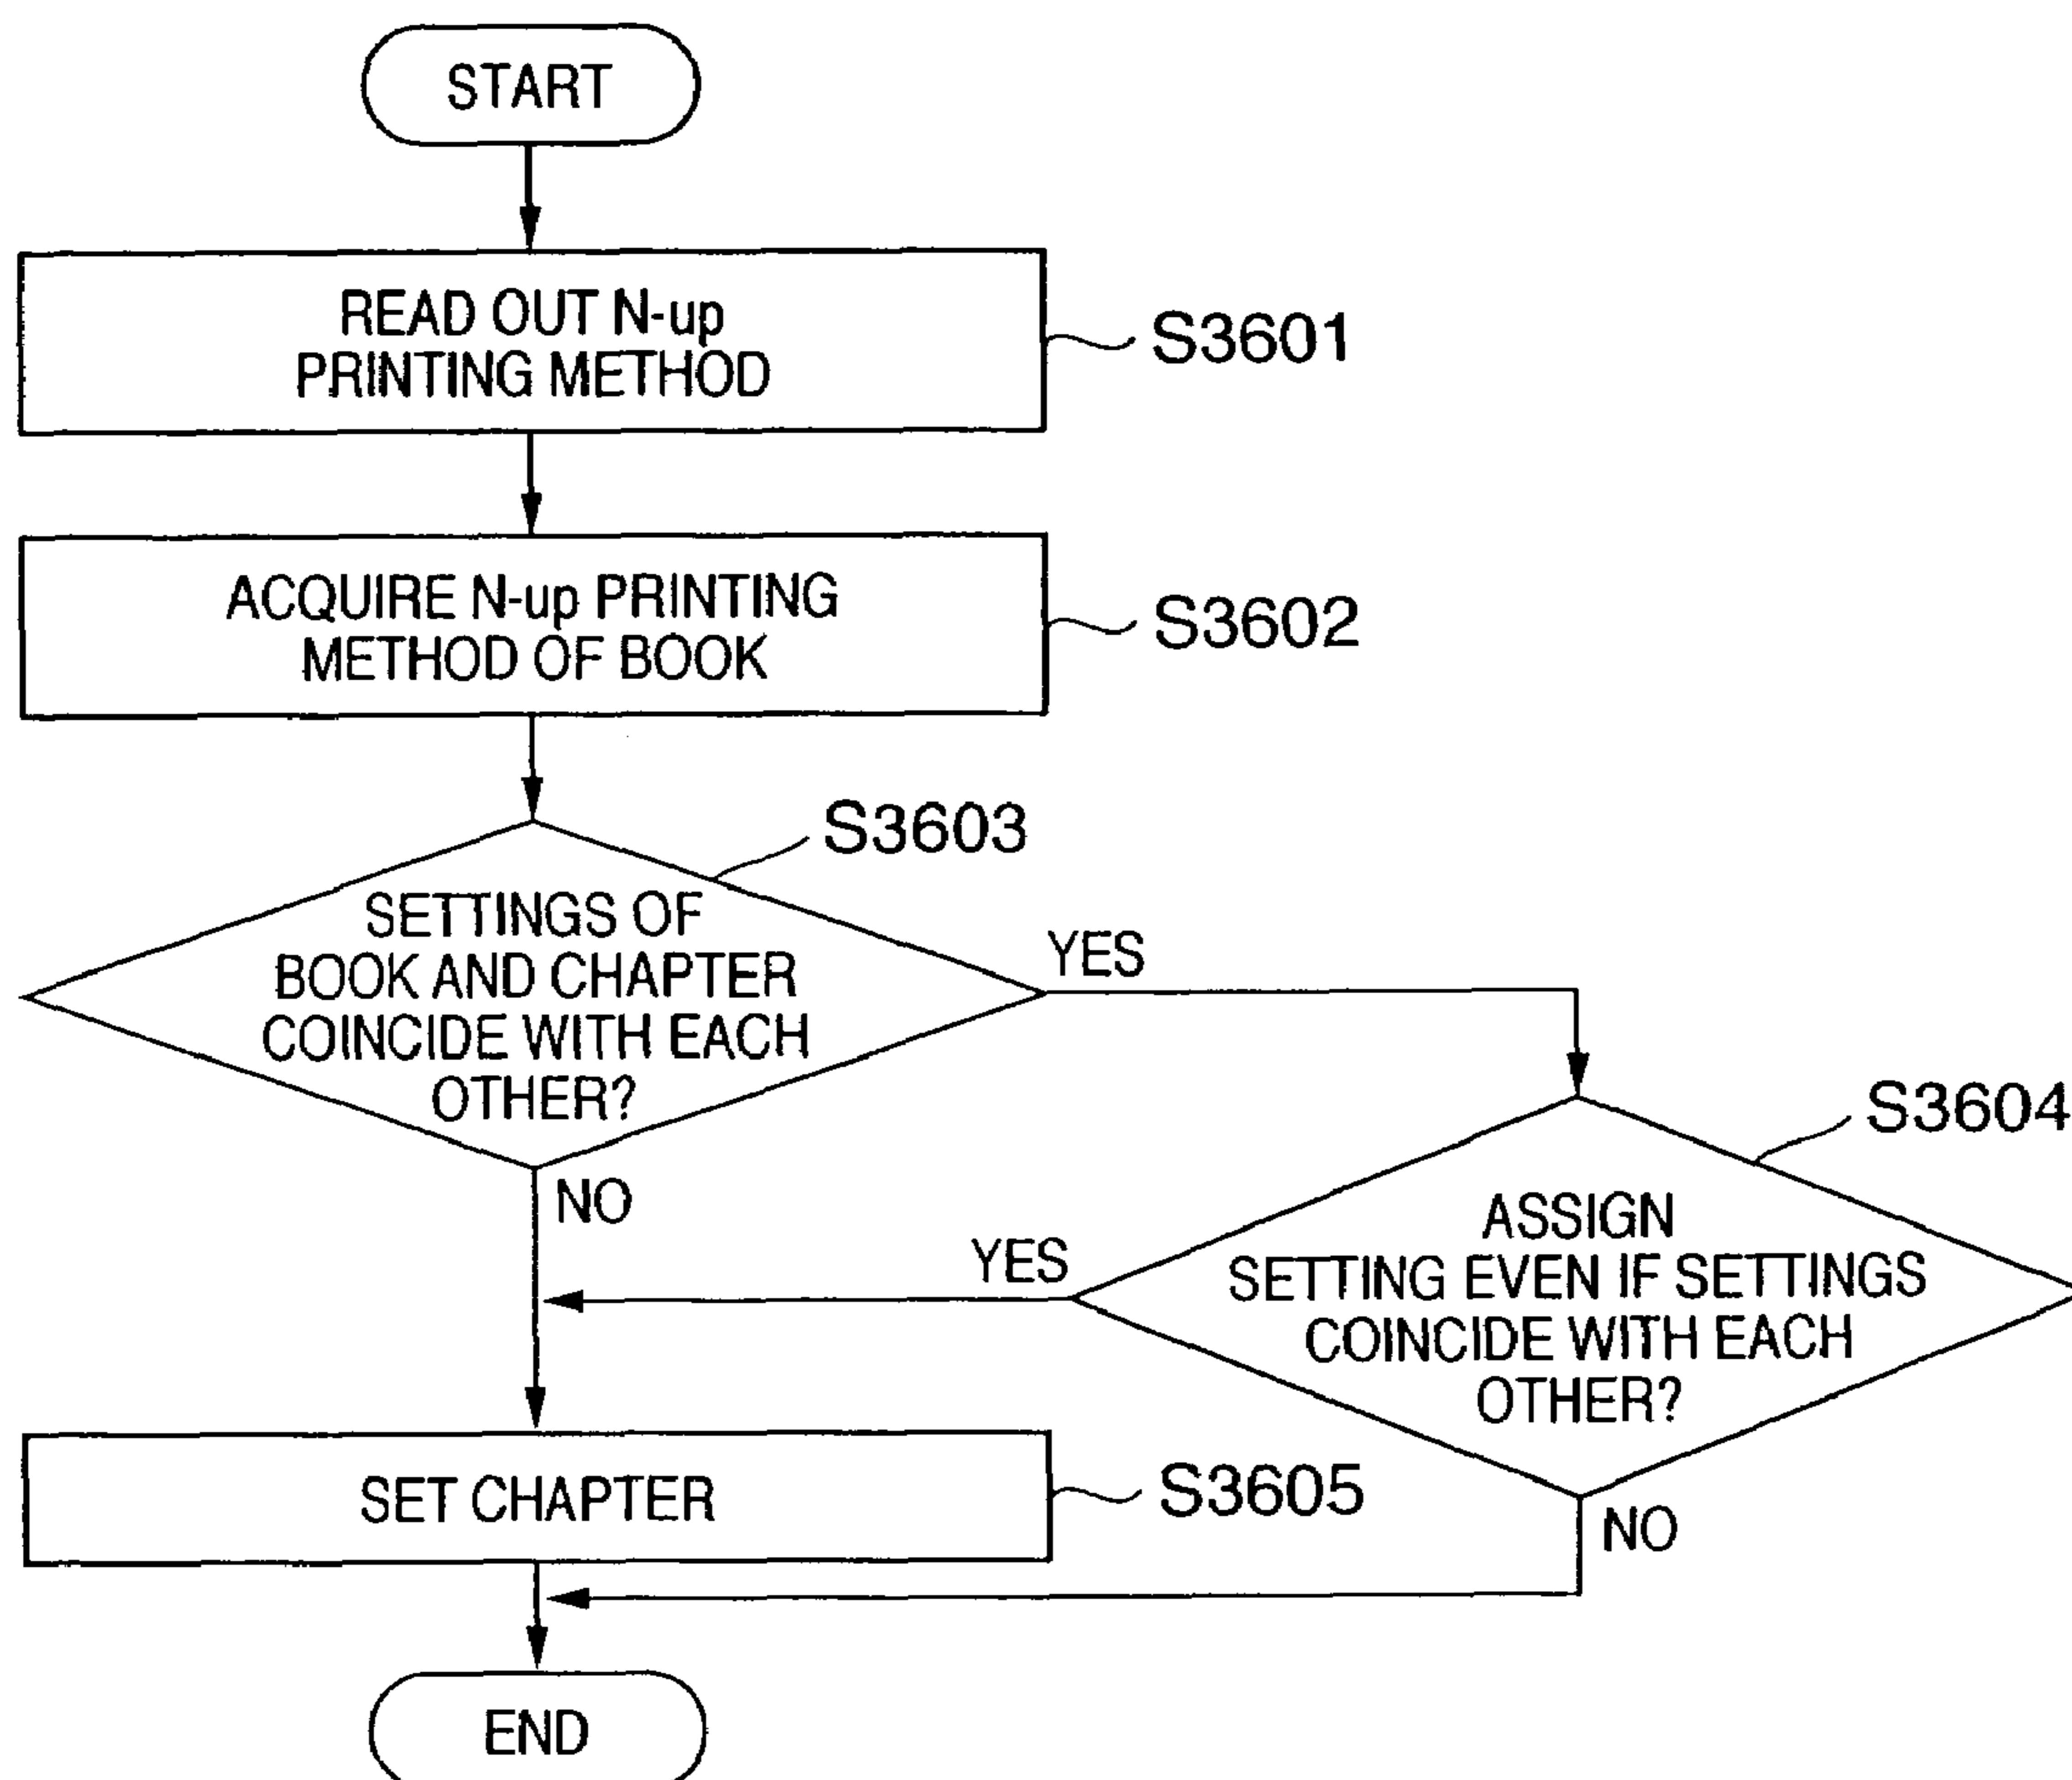 START
READ OUT N-up
PRINTING METHOD
S3601
ACQUIRE N-up PRINTING
METHOD OF BOOK
S3602
S3603
SETTINGS OF
BOOK AND CHAPTER
COINCIDE WITH EACH
OTHER?
YES
NO
S3604
ASSIGN
SETTING EVEN IF SETTINGS
COINCIDE WITH EACH
OTHER?
YES
NO
SET CHAPTER
S3605
END